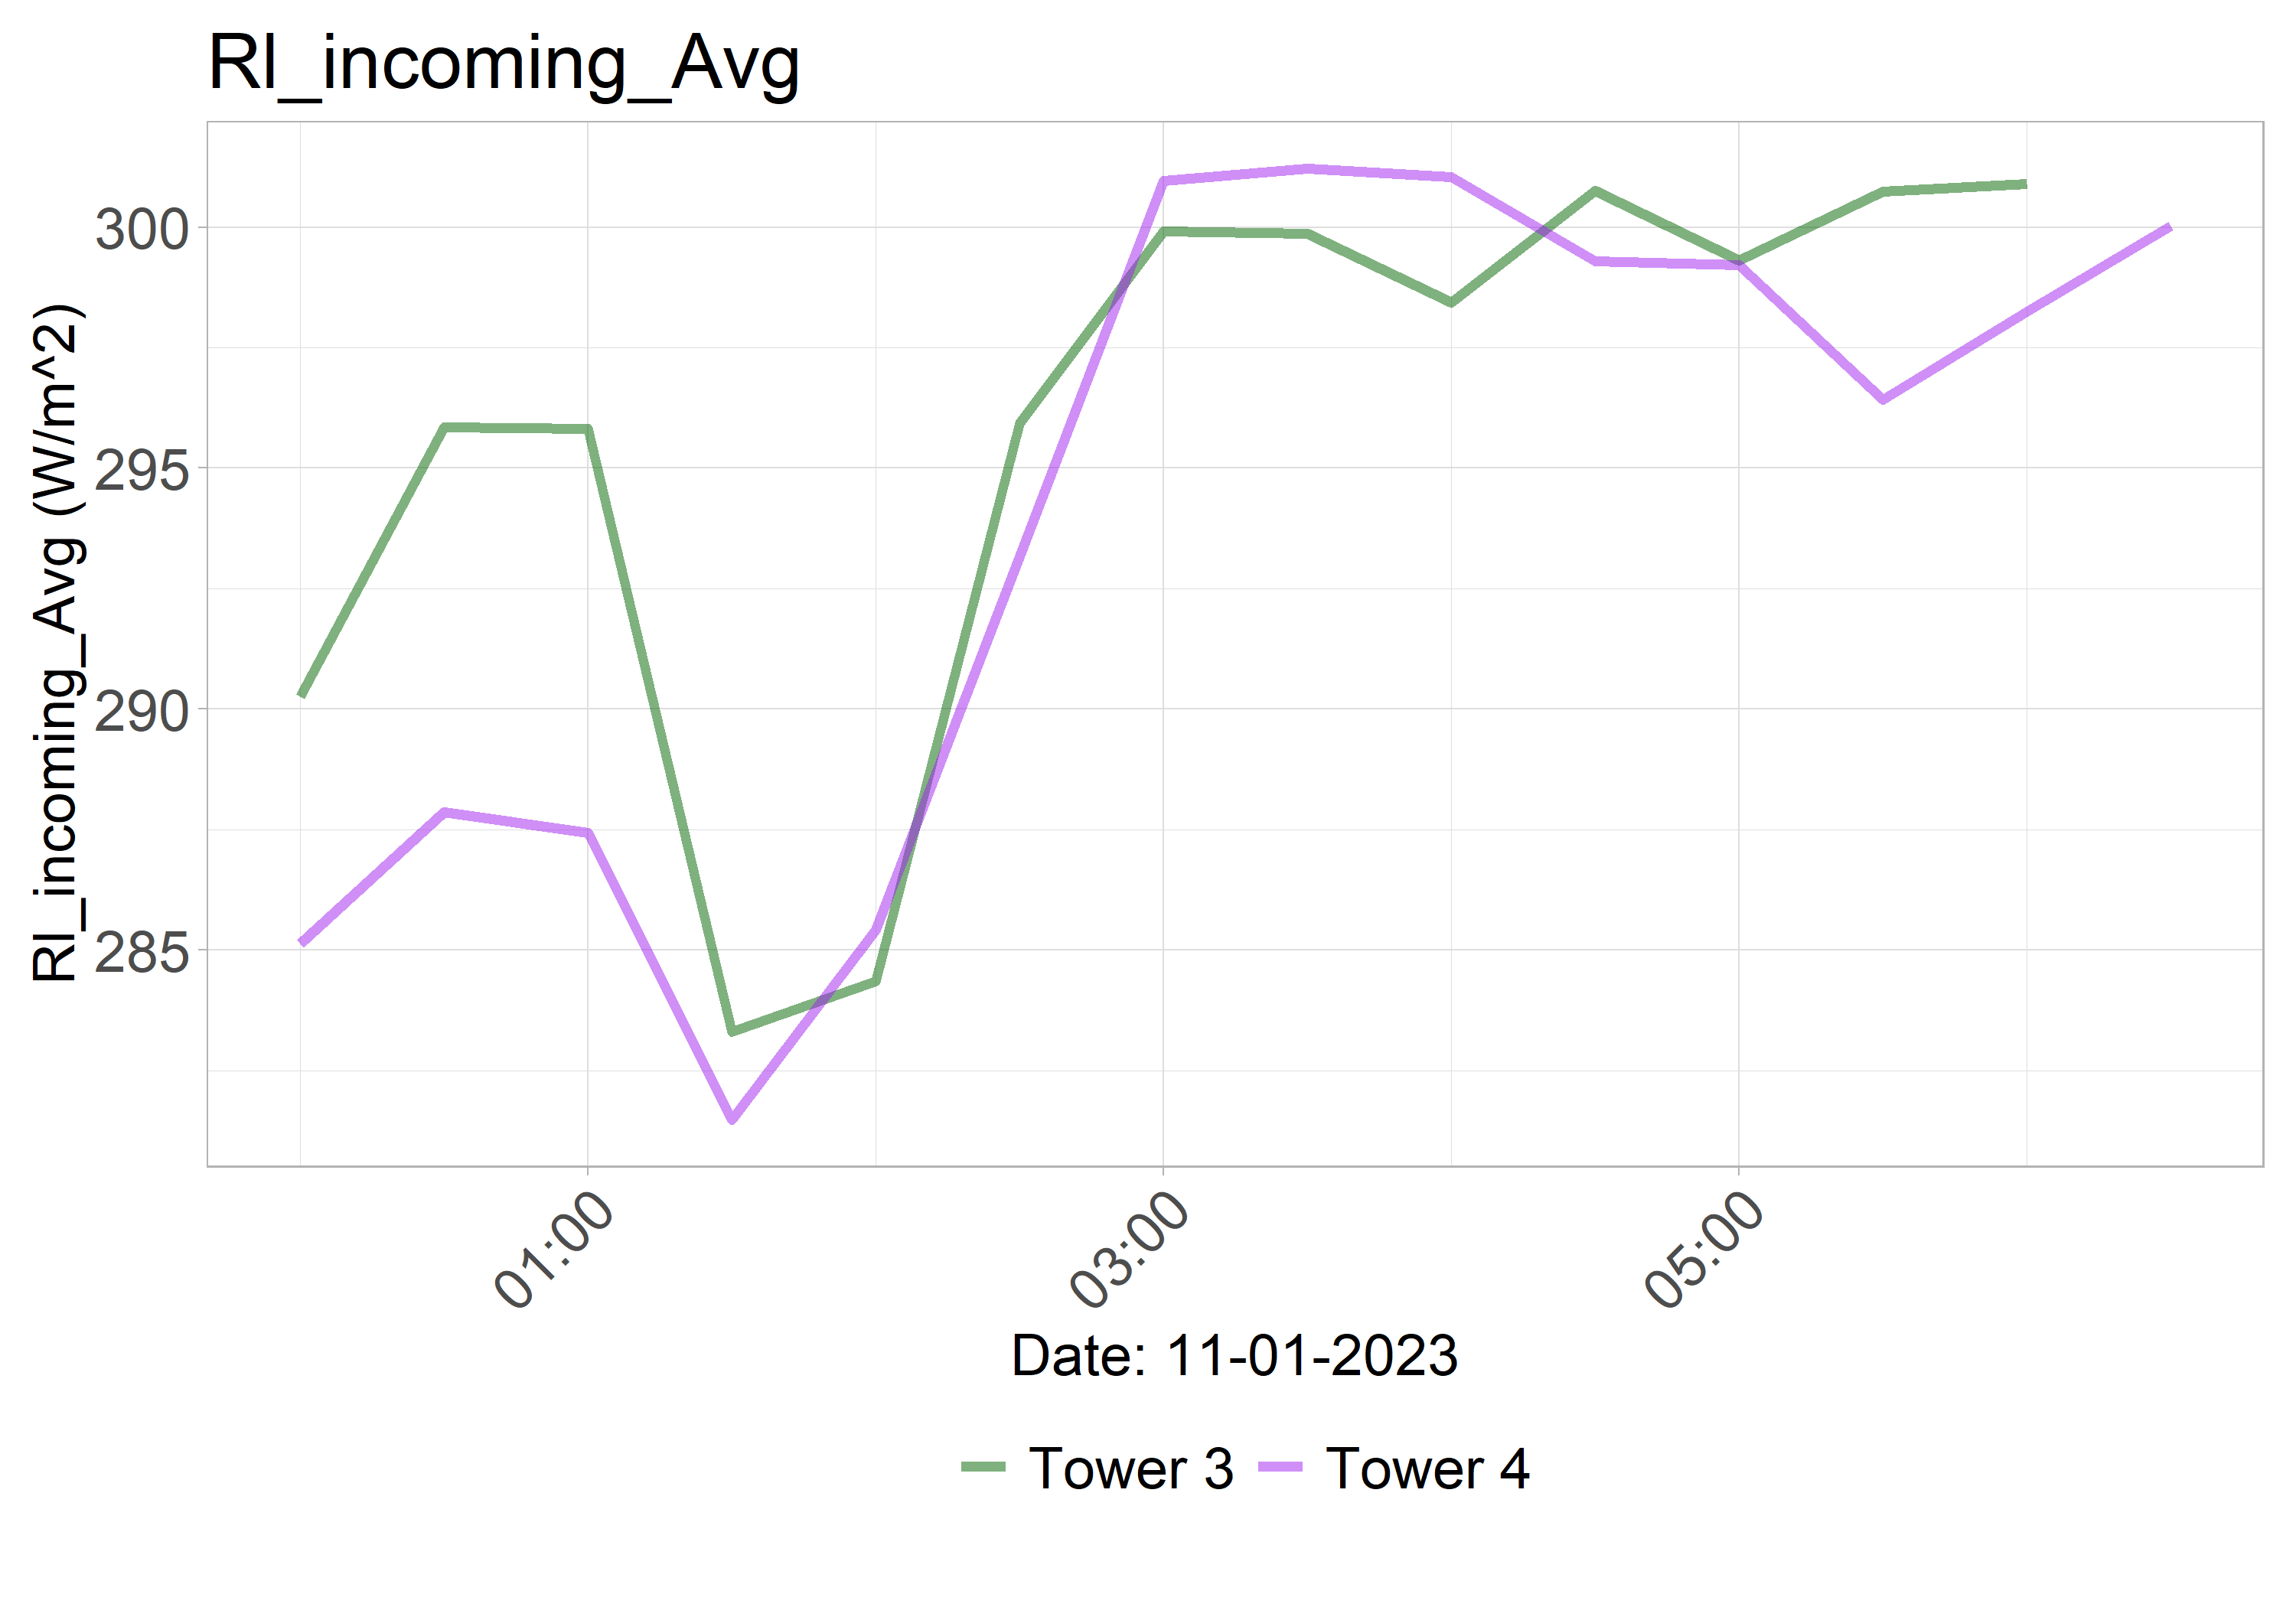 Rl_incoming_Avg
Rl_incoming_Avg (W/m^2)
300
295
290
285
01:00
03:00
05:00
Date: 11-01-2023
Tower 3
Tower 4